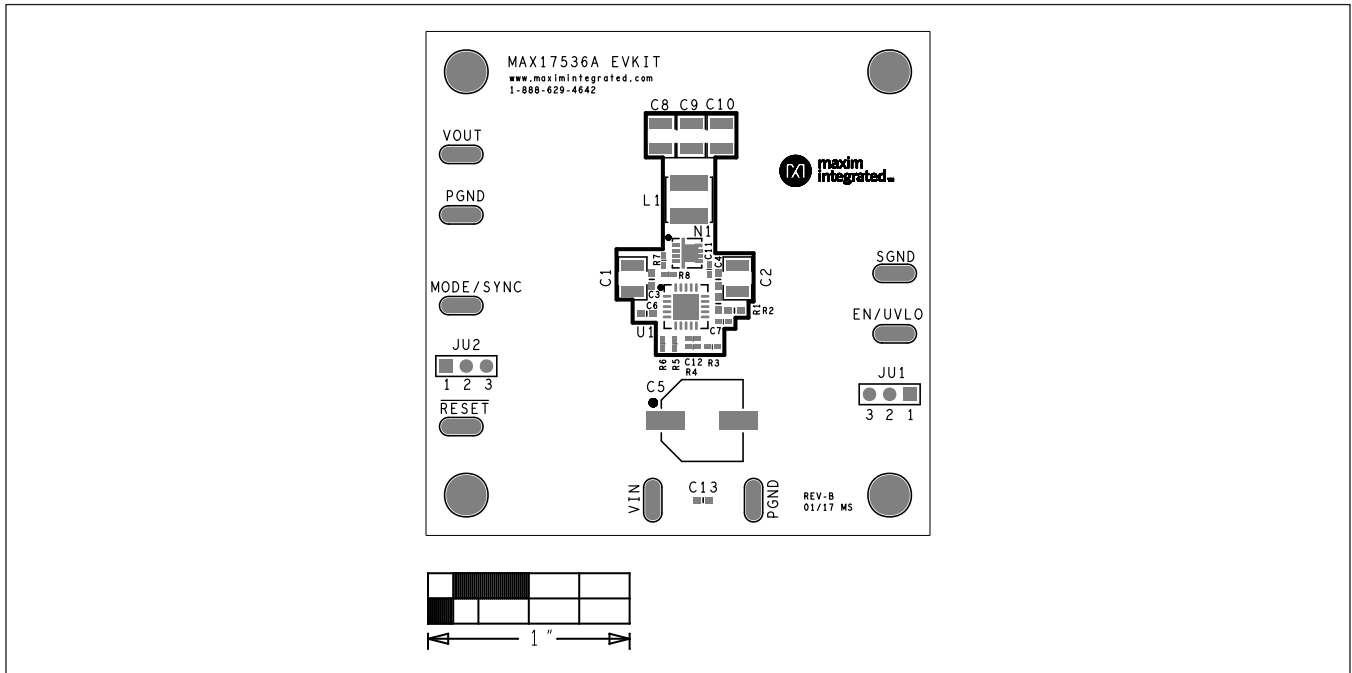 MAX17536A EVKIT
www.maximintegrated.com
1-888-629-4642
C8 C9 C10
VOUT
maxim
integrated™
PGND
L1
N1
R7
C11
C4
SGND
C1
R8
C2
MODE/SYNC
C3
C6
R1
R2
EN/UVLO
U1
C7
JU2
1 2 3
R6
R5
C12
R3
R4
JU1
3 2 1
C5
RESET
VIN
C13
PGND
REV-B
01/17 MS
1 "